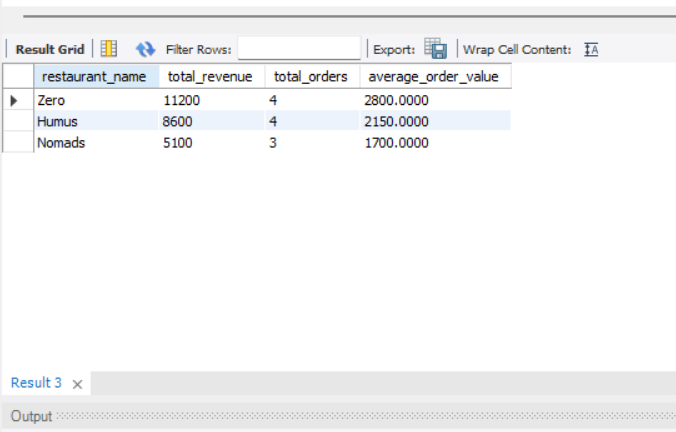 Result Grid Filter Rows: Export: Wrap Cell Content: IA
restaurant_name total_revenue total_orders average_order_value
Zero 11200 4 2800.0000
Humus 8600 4 2150.0000
Nomads 5100 3 1700.0000
Result 3 ×
Output